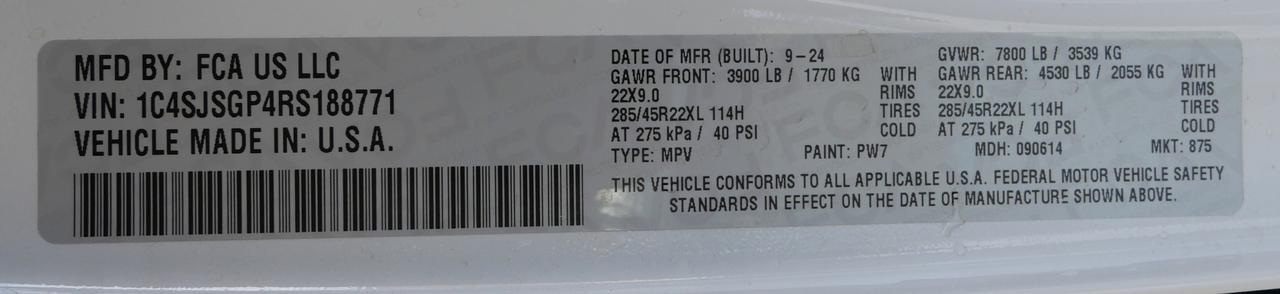 MFD BY: FCA US LLC
VIN: 1C4SJSGP4RS188771
VEHICLE MADE IN: U.S.A.
DATE OF MFR (BUILT): 9-24 GVWR: 7800 LB / 3539 KG
GAWR FRONT: 3900 LB / 1770 KG WITH GAWR REAR: 4530 LB / 2055 KG WITH
22X9.0 RIMS 22X9.0 RIMS
285/45R22XL 114H TIRES 285/45R22XL 114H TIRES
AT 275 kPa / 40 PSI COLD AT 275 kPa / 40 PSI COLD
TYPE: MPV PAINT: PW7 MDH: 090614 MKT: 875
THIS VEHICLE CONFORMS TO ALL APPLICABLE U.S.A. FEDERAL MOTOR VEHICLE SAFETY
STANDARDS IN EFFECT ON THE DATE OF MANUFACTURE SHOWN ABOVE.